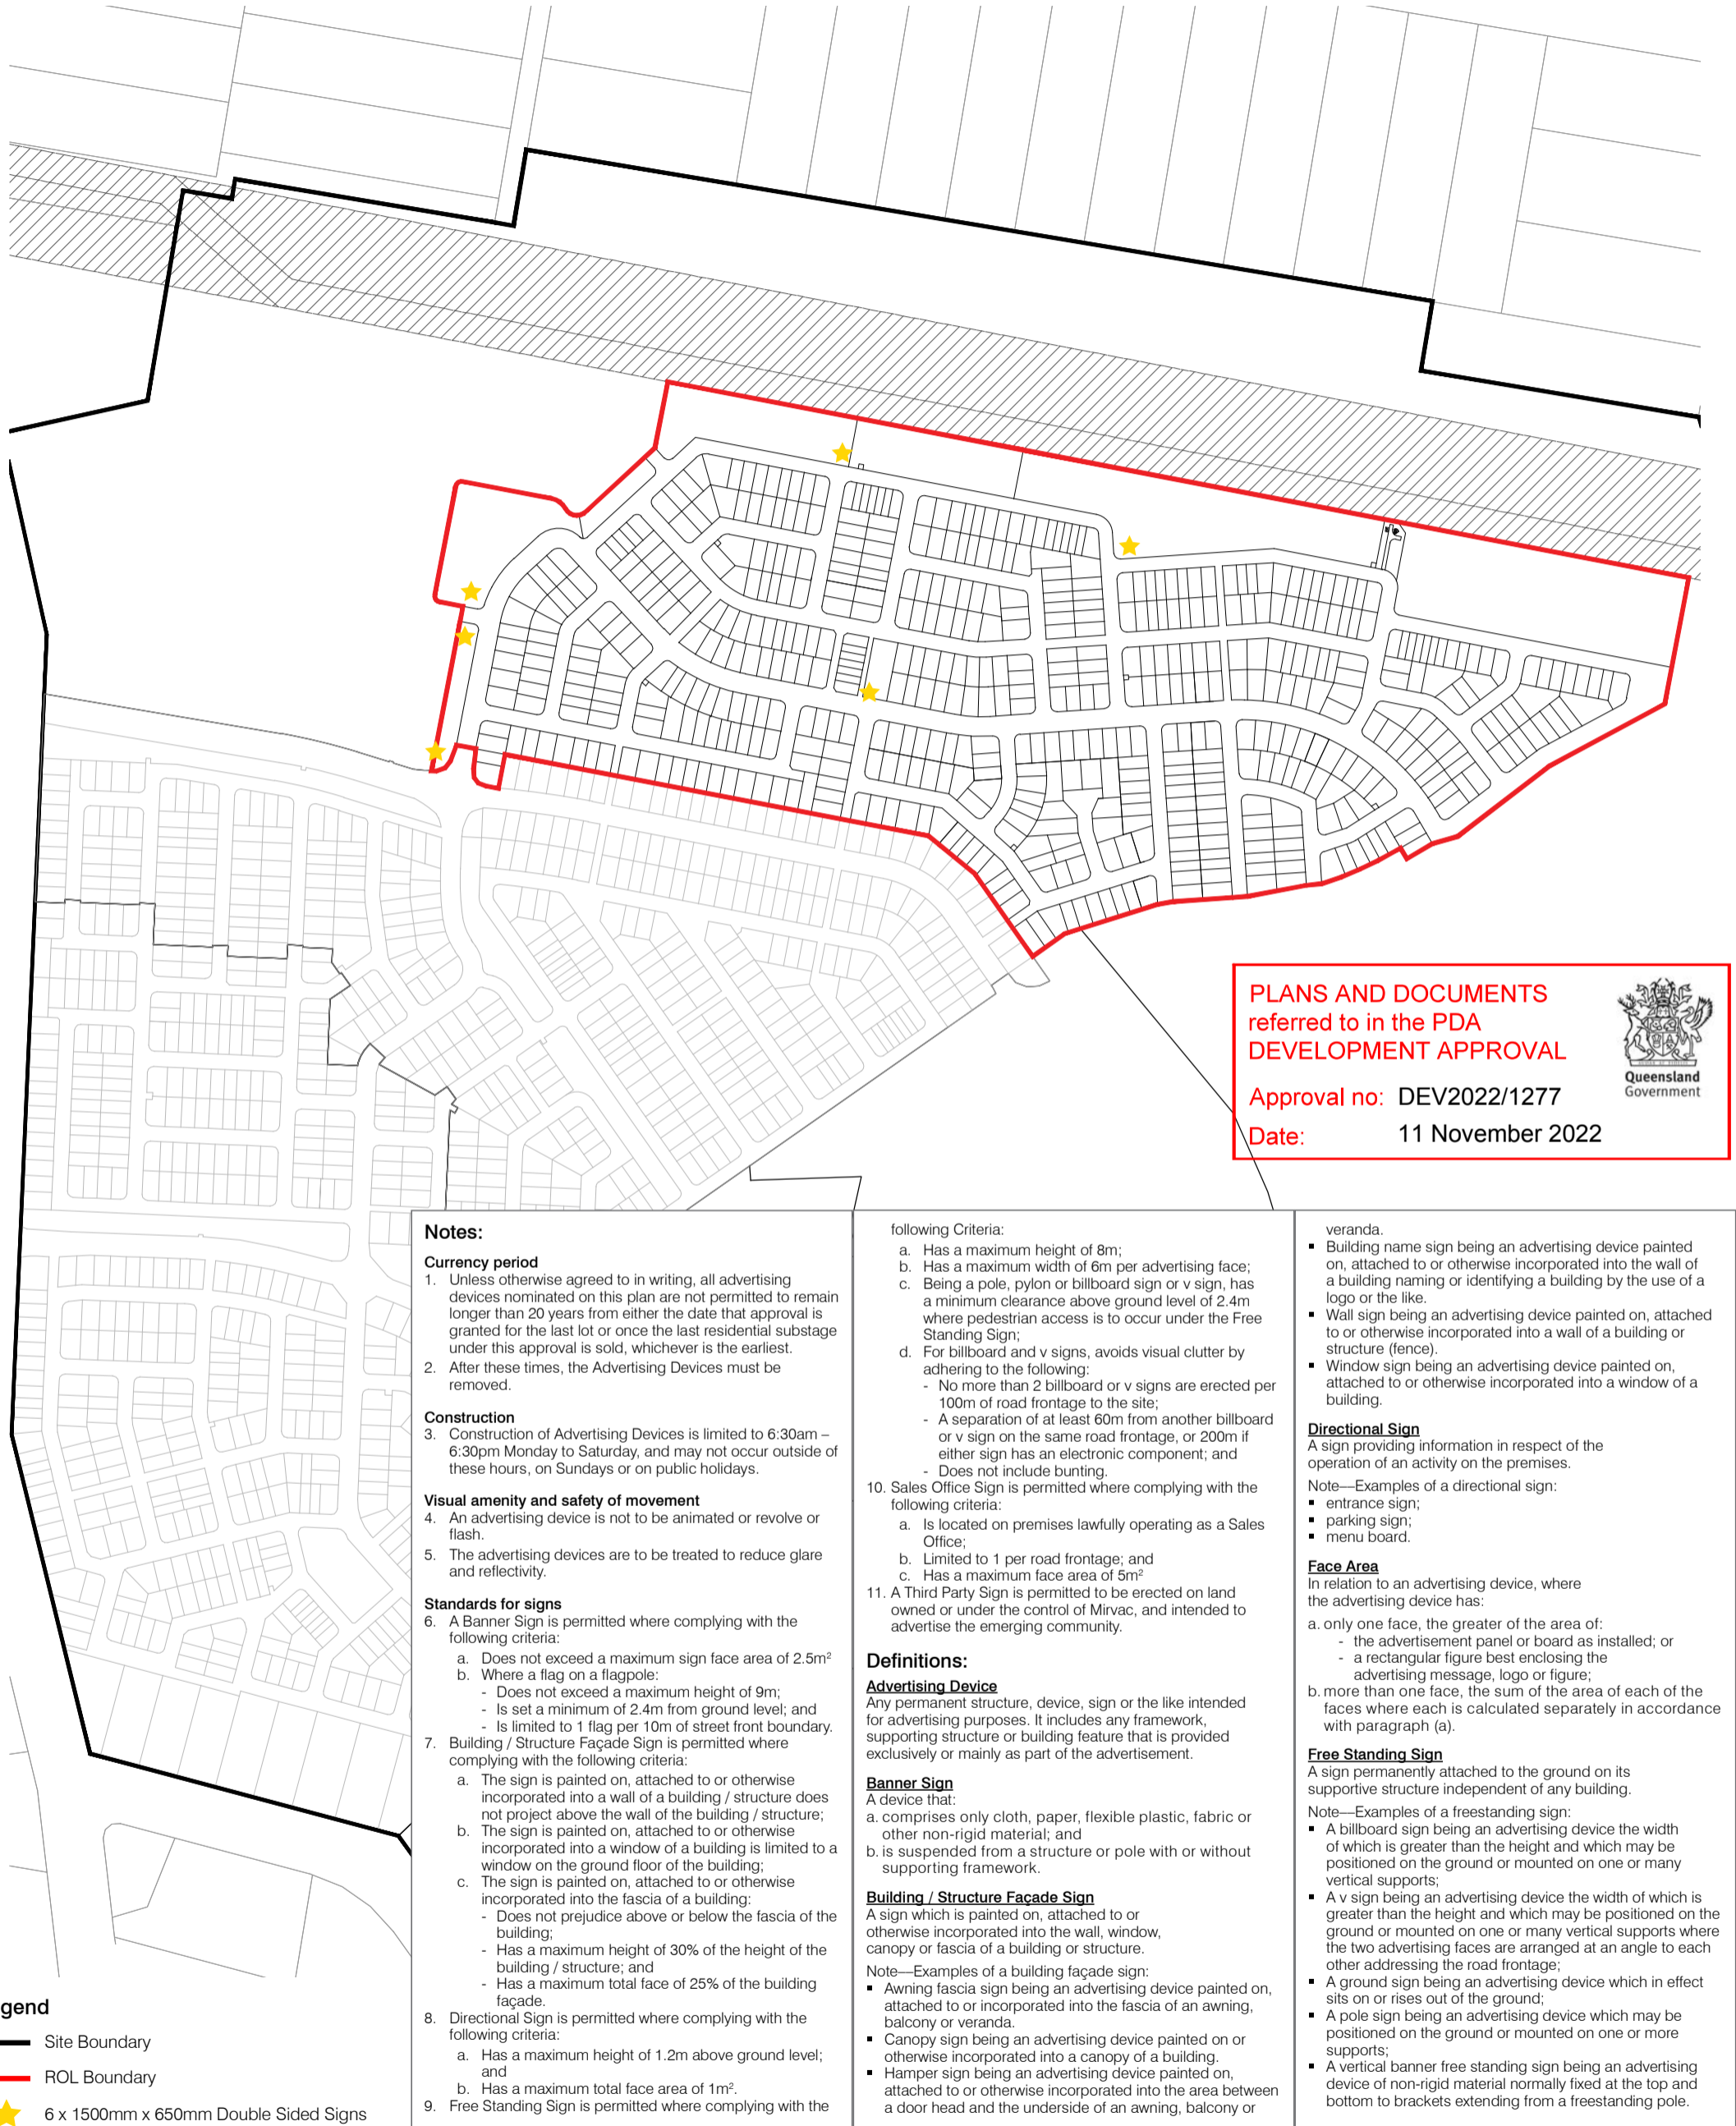 PLANS AND DOCUMENTS
referred to in the PDA
DEVELOPMENT APPROVAL
Approval no: DEV2022/1277
Date: 11 November 2022
Queensland
Government
Notes:
Currency period
1. Unless otherwise agreed to in writing, all advertising
devices nominated on this plan are not permitted to remain
longer than 20 years from either the date that approval is
granted for the last lot or once the last residential substage
under this approval is sold, whichever is the earliest.
2. After these times, the Advertising Devices must be
removed.
Construction
3. Construction of Advertising Devices is limited to 6:30am –
6:30pm Monday to Saturday, and may not occur outside of
these hours, on Sundays or on public holidays.
Visual amenity and safety of movement
4. An advertising device is not to be animated or revolve or
flash.
5. The advertising devices are to be treated to reduce glare
and reflectivity.
Standards for signs
6. A Banner Sign is permitted where complying with the
following criteria:
a. Does not exceed a maximum sign face area of 2.5m²
b. Where a flag on a flagpole:
- Does not exceed a maximum height of 9m;
- Is set a minimum of 2.4m from ground level; and
- Is limited to 1 flag per 10m of street front boundary.
7. Building / Structure Façade Sign is permitted where
complying with the following criteria:
a. The sign is painted on, attached to or otherwise
incorporated into a wall of a building / structure does
not project above the wall of the building / structure;
b. The sign is painted on, attached to or otherwise
incorporated into a window of a building is limited to a
window on the ground floor of the building;
c. The sign is painted on, attached to or otherwise
incorporated into the fascia of a building:
- Does not prejudice above or below the fascia of the
building;
- Has a maximum height of 30% of the height of the
building / structure; and
- Has a maximum total face of 25% of the building
façade.
8. Directional Sign is permitted where complying with the
following criteria:
a. Has a maximum height of 1.2m above ground level;
and
b. Has a maximum total face area of 1m².
9. Free Standing Sign is permitted where complying with the
following Criteria:
a. Has a maximum height of 8m;
b. Has a maximum width of 6m per advertising face;
c. Being a pole, pylon or billboard sign or v sign, has
a minimum clearance above ground level of 2.4m
where pedestrian access is to occur under the Free
Standing Sign;
d. For billboard and v signs, avoids visual clutter by
adhering to the following:
- No more than 2 billboard or v signs are erected per
100m of road frontage to the site;
- A separation of at least 60m from another billboard
or v sign on the same road frontage, or 200m if
either sign has an electronic component; and
- Does not include bunting.
10. Sales Office Sign is permitted where complying with the
following criteria:
a. Is located on premises lawfully operating as a Sales
Office;
b. Limited to 1 per road frontage; and
c. Has a maximum face area of 5m²
11. A Third Party Sign is permitted to be erected on land
owned or under the control of Mirvac, and intended to
advertise the emerging community.
Definitions:
Advertising Device
Any permanent structure, device, sign or the like intended
for advertising purposes. It includes any framework,
supporting structure or building feature that is provided
exclusively or mainly as part of the advertisement.
Banner Sign
A device that:
a. comprises only cloth, paper, flexible plastic, fabric or
other non-rigid material; and
b. is suspended from a structure or pole with or without
supporting framework.
Building / Structure Façade Sign
A sign which is painted on, attached to or
otherwise incorporated into the wall, window,
canopy or fascia of a building or structure.
Note—Examples of a building façade sign:
▪ Awning fascia sign being an advertising device painted on,
attached to or incorporated into the fascia of an awning,
balcony or veranda.
▪ Canopy sign being an advertising device painted on or
otherwise incorporated into a canopy of a building.
▪ Hamper sign being an advertising device painted on,
attached to or otherwise incorporated into the area between
a door head and the underside of an awning, balcony or
veranda.
▪ Building name sign being an advertising device painted
on, attached to or otherwise incorporated into the wall of
a building naming or identifying a building by the use of a
logo or the like.
▪ Wall sign being an advertising device painted on, attached
to or otherwise incorporated into a wall of a building or
structure (fence).
▪ Window sign being an advertising device painted on,
attached to or otherwise incorporated into a window of a
building.
Directional Sign
A sign providing information in respect of the
operation of an activity on the premises.
Note—Examples of a directional sign:
▪ entrance sign;
▪ parking sign;
▪ menu board.
Face Area
In relation to an advertising device, where
the advertising device has:
a. only one face, the greater of the area of:
- the advertisement panel or board as installed; or
- a rectangular figure best enclosing the
advertising message, logo or figure;
b. more than one face, the sum of the area of each of the
faces where each is calculated separately in accordance
with paragraph (a).
Free Standing Sign
A sign permanently attached to the ground on its
supportive structure independent of any building.
Note—Examples of a freestanding sign:
▪ A billboard sign being an advertising device the width
of which is greater than the height and which may be
positioned on the ground or mounted on one or many
vertical supports;
▪ A v sign being an advertising device the width of which is
greater than the height and which may be positioned on the
ground or mounted on one or many vertical supports where
the two advertising faces are arranged at an angle to each
other addressing the road frontage;
▪ A ground sign being an advertising device which in effect
sits on or rises out of the ground;
▪ A pole sign being an advertising device which may be
positioned on the ground or mounted on one or more
supports;
▪ A vertical banner free standing sign being an advertising
device of non-rigid material normally fixed at the top and
bottom to brackets extending from a freestanding pole.
gend
Site Boundary
ROL Boundary
6 x 1500mm x 650mm Double Sided Signs